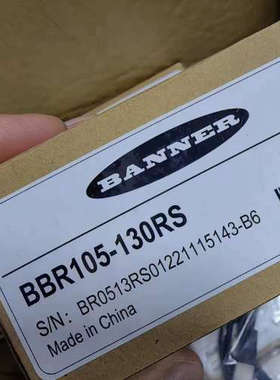 BANNER
BBR105-130RS
S/N: BR0513RS01221115143-B6
Made in China